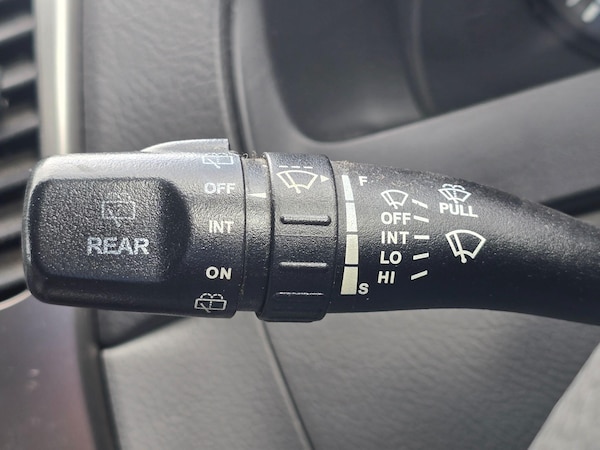 REAR
OFF
INT
ON
F
S
OFF
INT
LO
HI
PULL